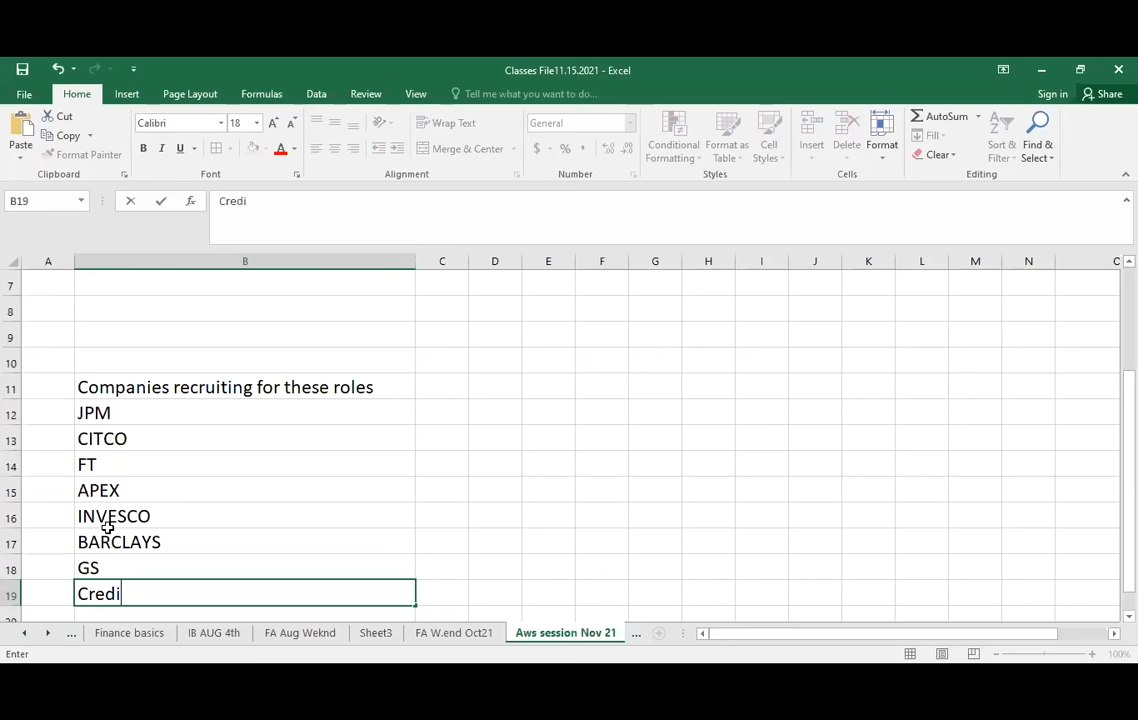 Classes File11.15.2021 - Excel
File Home Insert Page Layout Formulas Data Review View Tell me what you want to do... Sign in Share
Paste Cut Copy Format Painter Clipboard
Calibri 18 B I U A A A Font
Wrap Text Merge & Center Alignment
General $ % , Number
Conditional Formatting Format as Table Cell Styles Styles
Insert Delete Format Cells
AutoSum Fill Clear Sort & Filter Find & Select Editing
B19 fx Credi
A B C D E F G H I J K L M N O
7
8
9
10
11 Companies recruiting for these roles
12 JPM
13 CITCO
14 FT
15 APEX
16 INVESCO
17 BARCLAYS
18 GS
19 Credi
20
... Finance basics IB AUG 4th FA Aug Weknd Sheet3 FA W.end Oct21 Aws session Nov 21 ...
Enter 100%